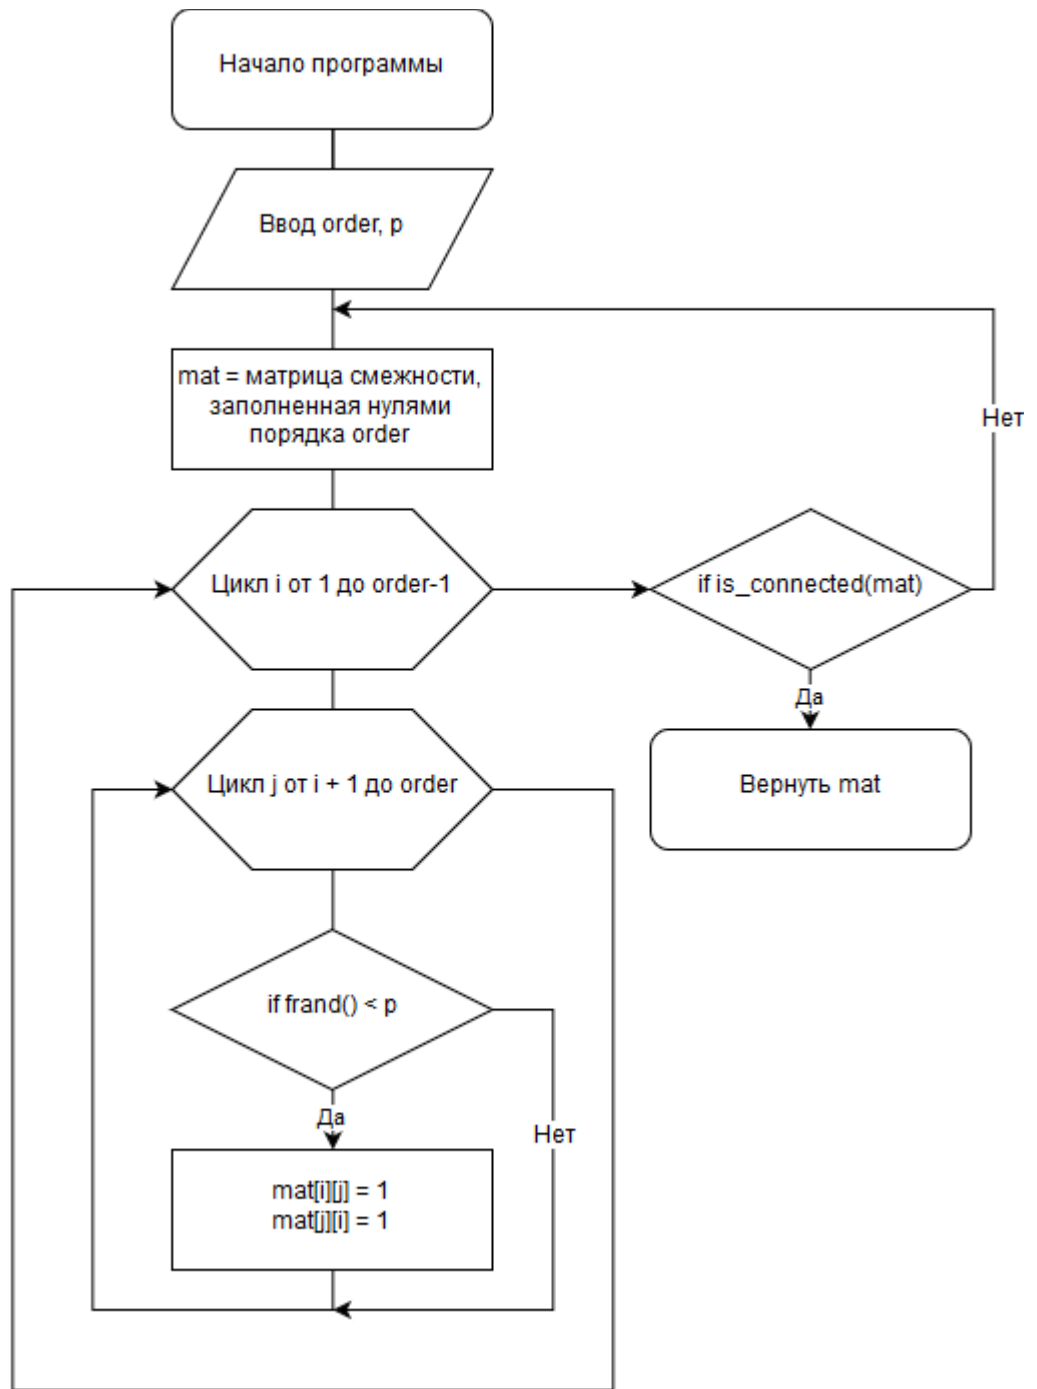 Начало программы
Ввод order, p
mat = матрица смежности,
заполненная нулями
порядка order
Нет
Цикл i от 1 до order-1
if is_connected(mat)
Да
Цикл j от i + 1 до order
Вернуть mat
if frand() < p
Да
Нет
mat[i][j] = 1
mat[j][i] = 1